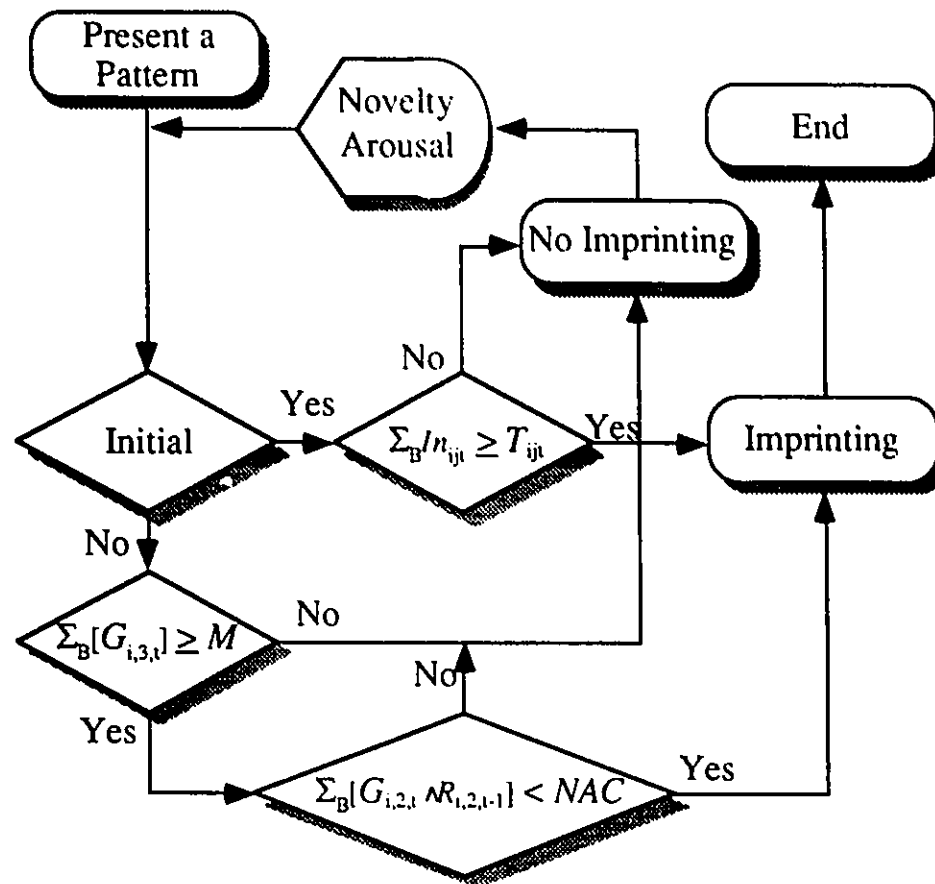 Present a
Pattern
Novelty
Arousal
End
No Imprinting
No
Initial
Yes
Σ_B In_ijt ≥ T_ijt
Yes
Imprinting
No
Σ_B[G_i,3,t] ≥ M
No
No
Yes
Σ_B[G_i,2,t ∧R_i,2,t-1] < NAC
Yes